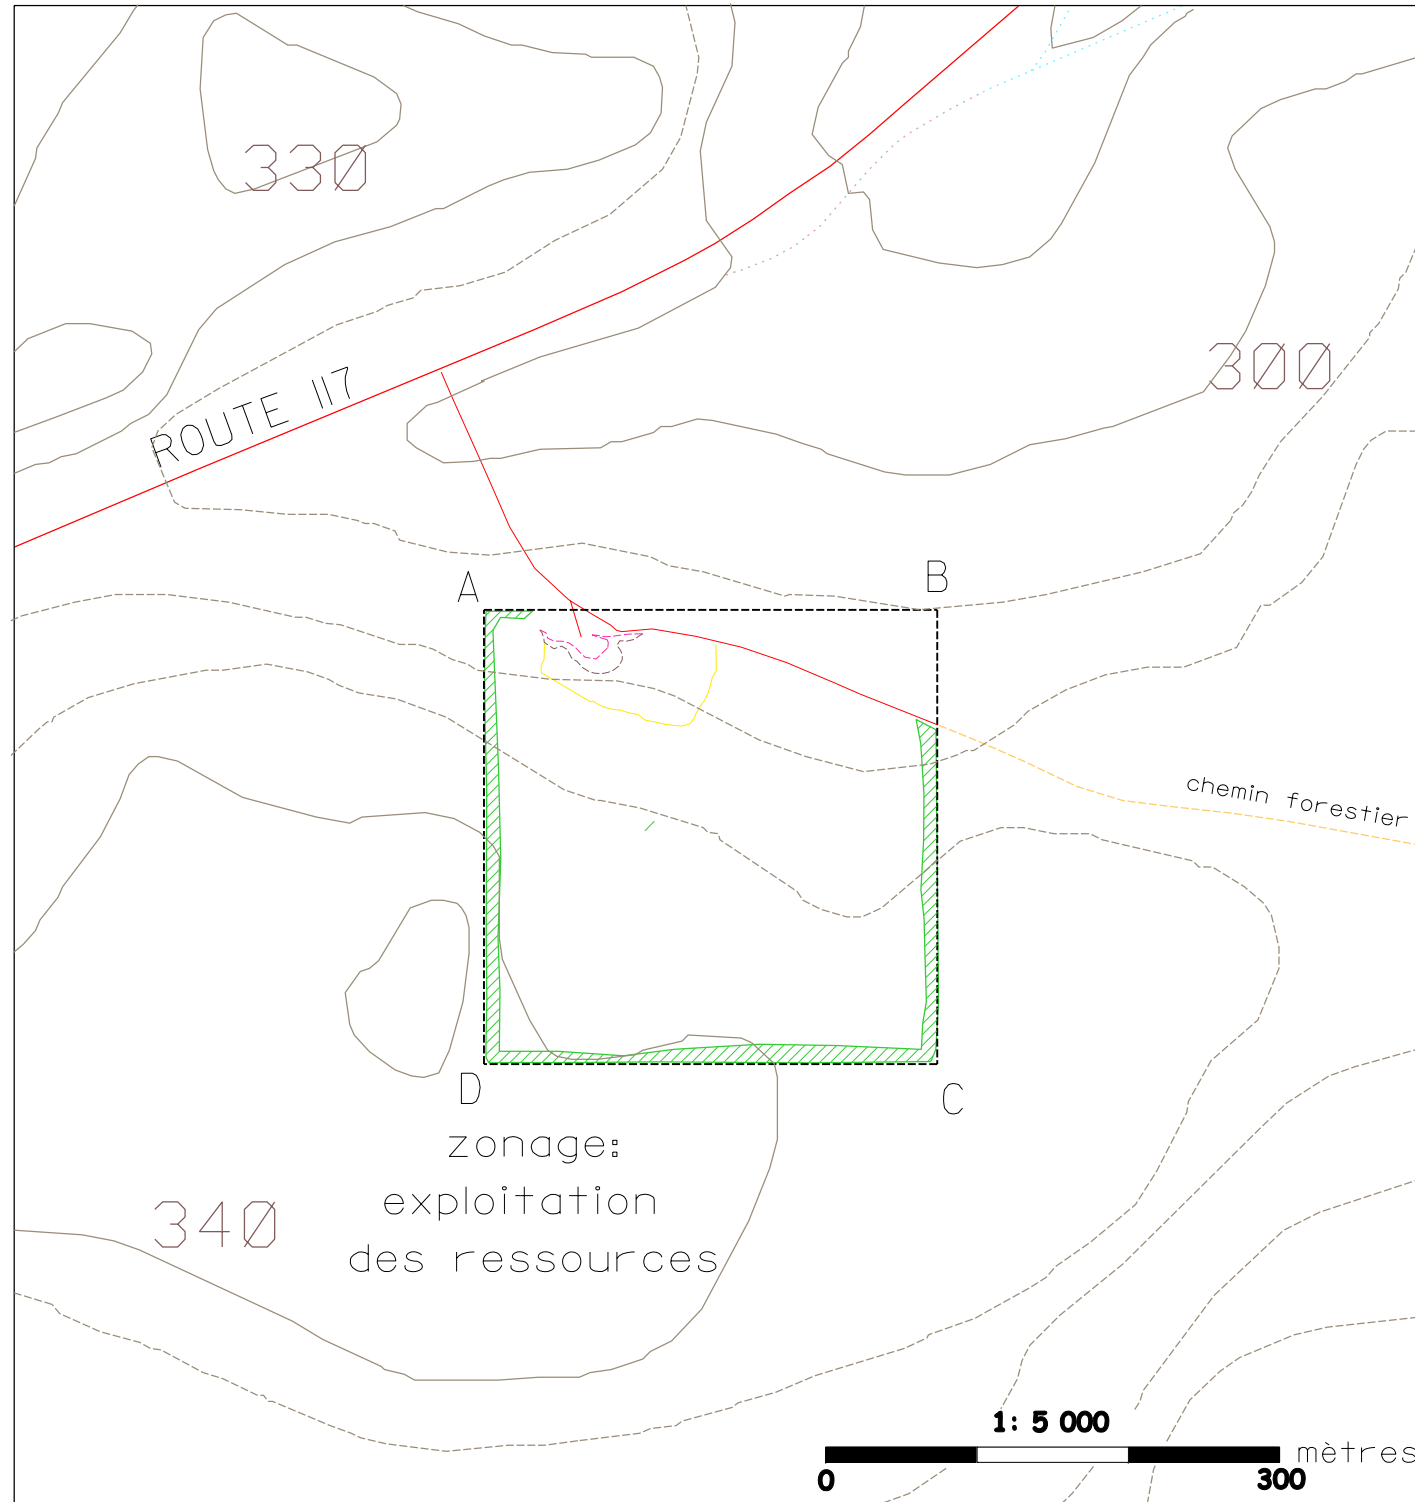 330
300
ROUTE 117
A
B
chemin forestier
D
C
zonage:
exploitation
des ressources
340
1: 5 000
mètres
0
300